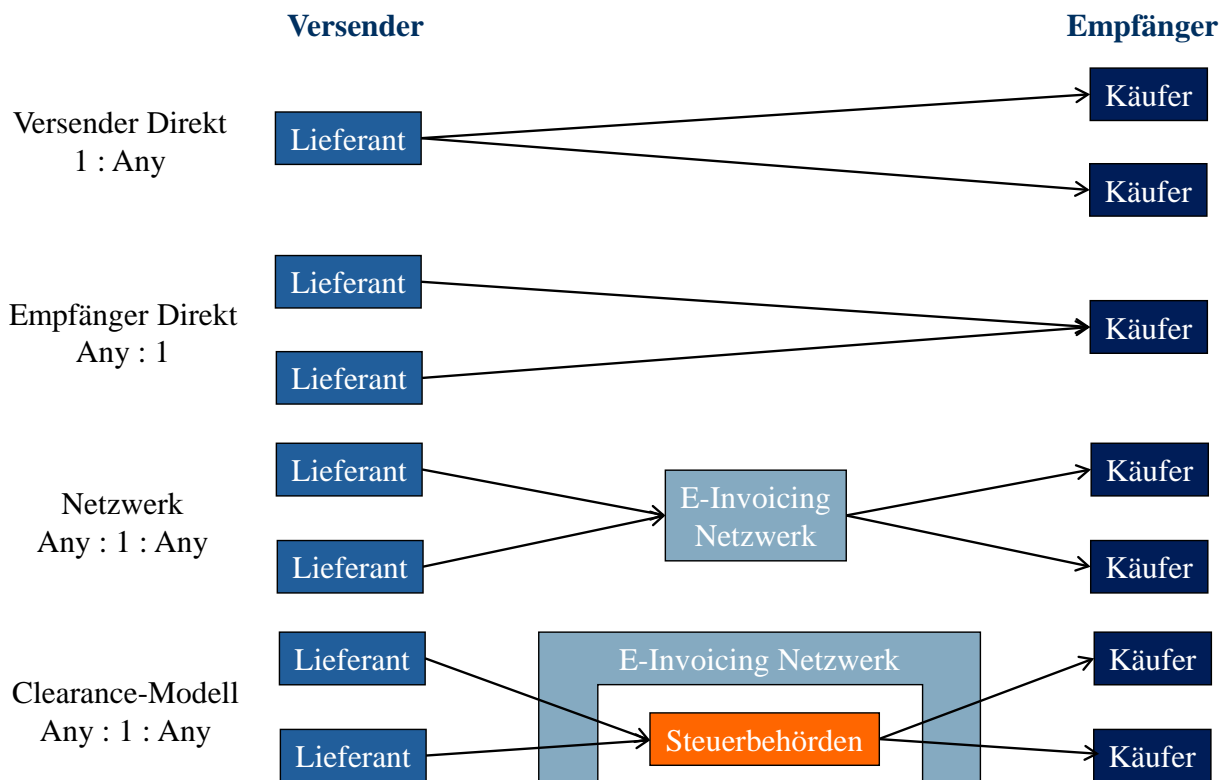 Versender
Empfänger
Versender Direkt
1 : Any
Lieferant
Käufer
Käufer
Empfänger Direkt
Any : 1
Lieferant
Lieferant
Käufer
Netzwerk
Any : 1 : Any
Lieferant
Lieferant
E-Invoicing
Netzwerk
Käufer
Käufer
Clearance-Modell
Any : 1 : Any
Lieferant
Lieferant
E-Invoicing Netzwerk
Steuerbehörden
Käufer
Käufer